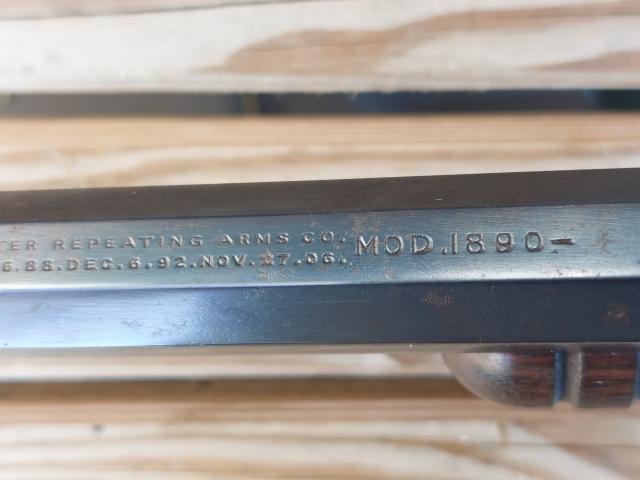 TER REPEATING ARMS CO.
6.88.DEC.6.92.NOV.27.06.
MOD.1890-